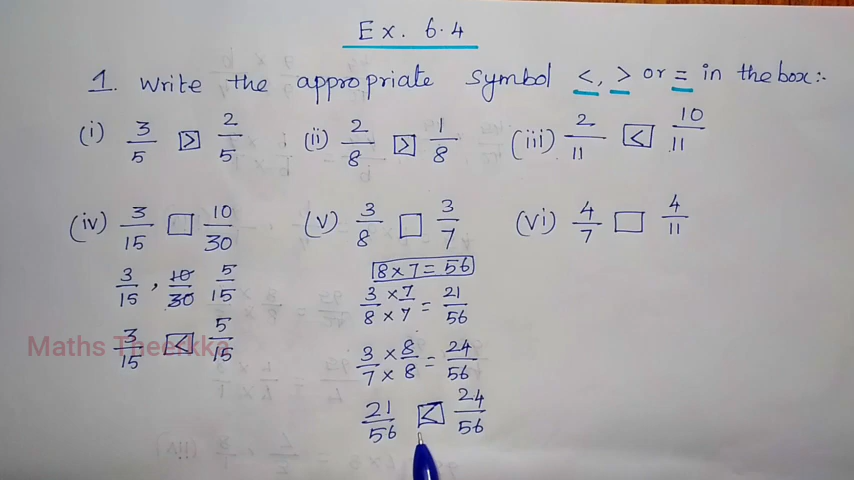 Ex. 6.4
1. Write the appropriate symbol <, > or = in the box:-
(i) 3/5 > 2/5 (ii) 2/8 > 1/8 (iii) 2/11 < 10/11
(iv) 3/15 □ 10/30 (v) 3/8 □ 3/7 (vi) 4/7 □ 4/11
8 × 7 = 56
3/15 , 10/30 5/15
3/8 × 7/7 = 21/56
3/15 < 5/15
Maths Theerkka
3/7 × 8/8 = 24/56
21/56 < 24/56